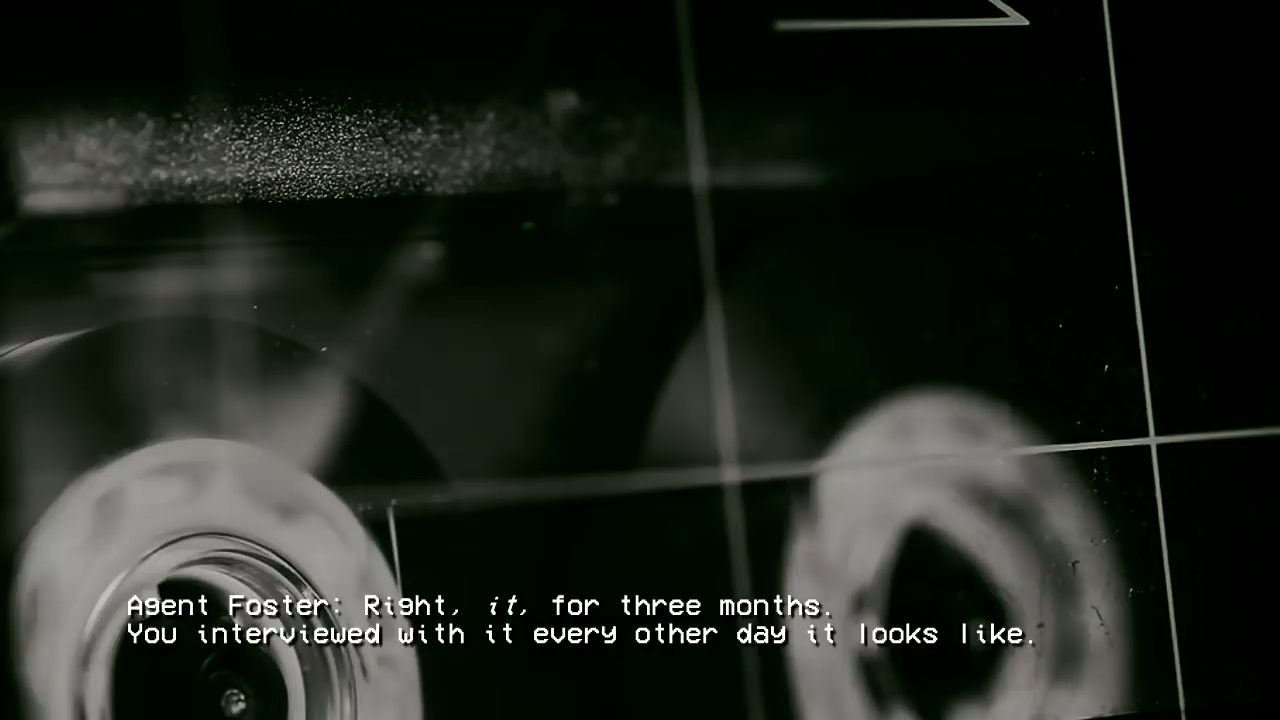 Agent Foster: Right, it, for three months.
You interviewed with it every other day it looks like.